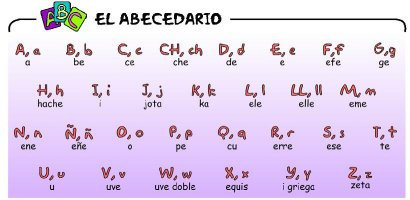 ABC EL ABECEDARIO
A, a B, b C, c CH, ch D, d E, e F, f G, g
a be ce che de e efe ge
H, h I, i J, j K, k L, l LL, ll M, m
hache i jota ka ele elle eme
N, n Ñ, ñ O, o P, p Q, q R, r S, s T, t
ene eñe o pe cu erre ese te
U, u V, v W, w X, x Y, y Z, z
u uve uve doble equis i griega zeta